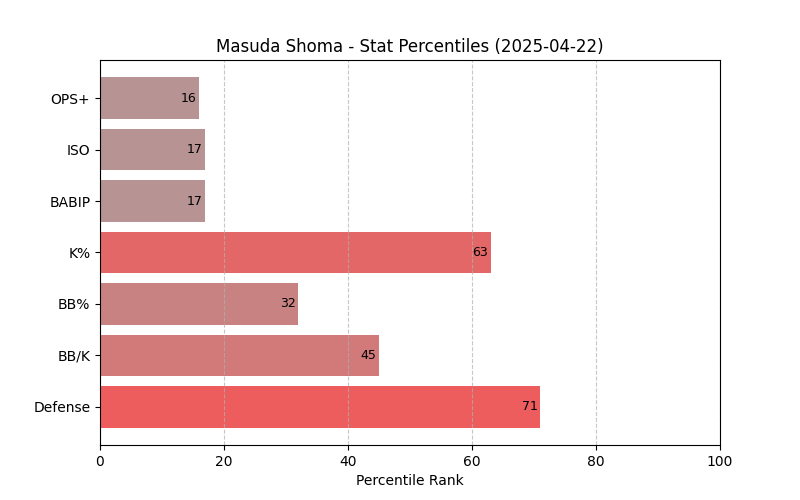 Masuda Shoma - Stat Percentiles (2025-04-22)
OPS+ 16
ISO 17
BABIP 17
K% 63
BB% 32
BB/K 45
Defense 71
0 20 40 60 80 100
Percentile Rank